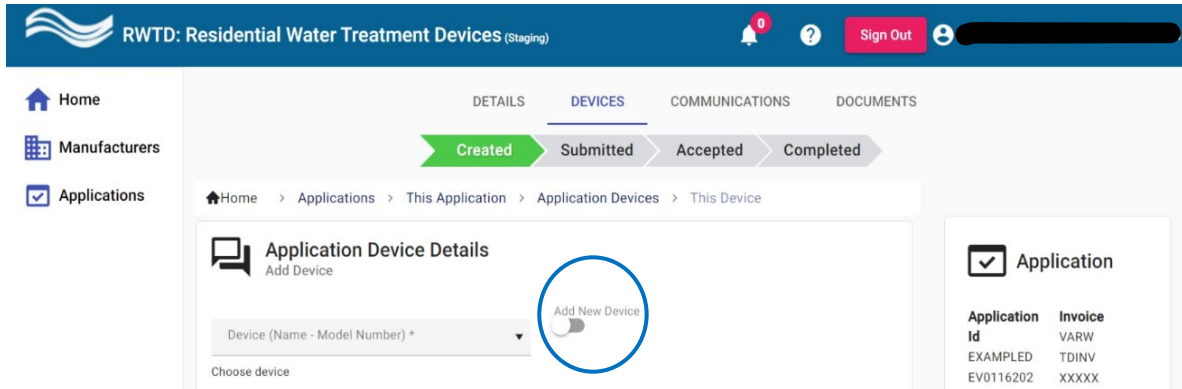 RWTD: Residential Water Treatment Devices (Staging)
0
?
Sign Out
Home
Manufacturers
Applications
DETAILS DEVICES COMMUNICATIONS DOCUMENTS
Created Submitted Accepted Completed
Home > Applications > This Application > Application Devices > This Device
Application Device Details
Add Device
Add New Device
Device (Name - Model Number) *
Choose device
Application
Application Invoice
Id VARW
EXAMPLED TDINV
EV0116202 XXXXX